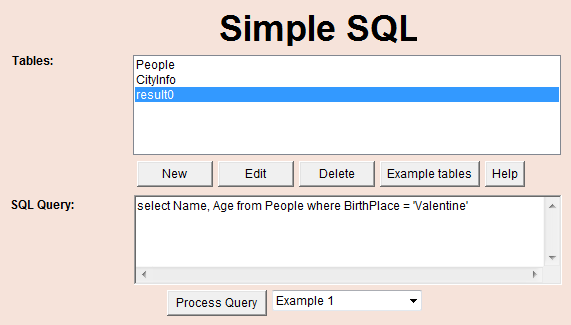 Simple SQL
Tables:
People
CityInfo
result0
New Edit Delete Example tables Help
SQL Query:
select Name, Age from People where BirthPlace = 'Valentine'
Process Query Example 1